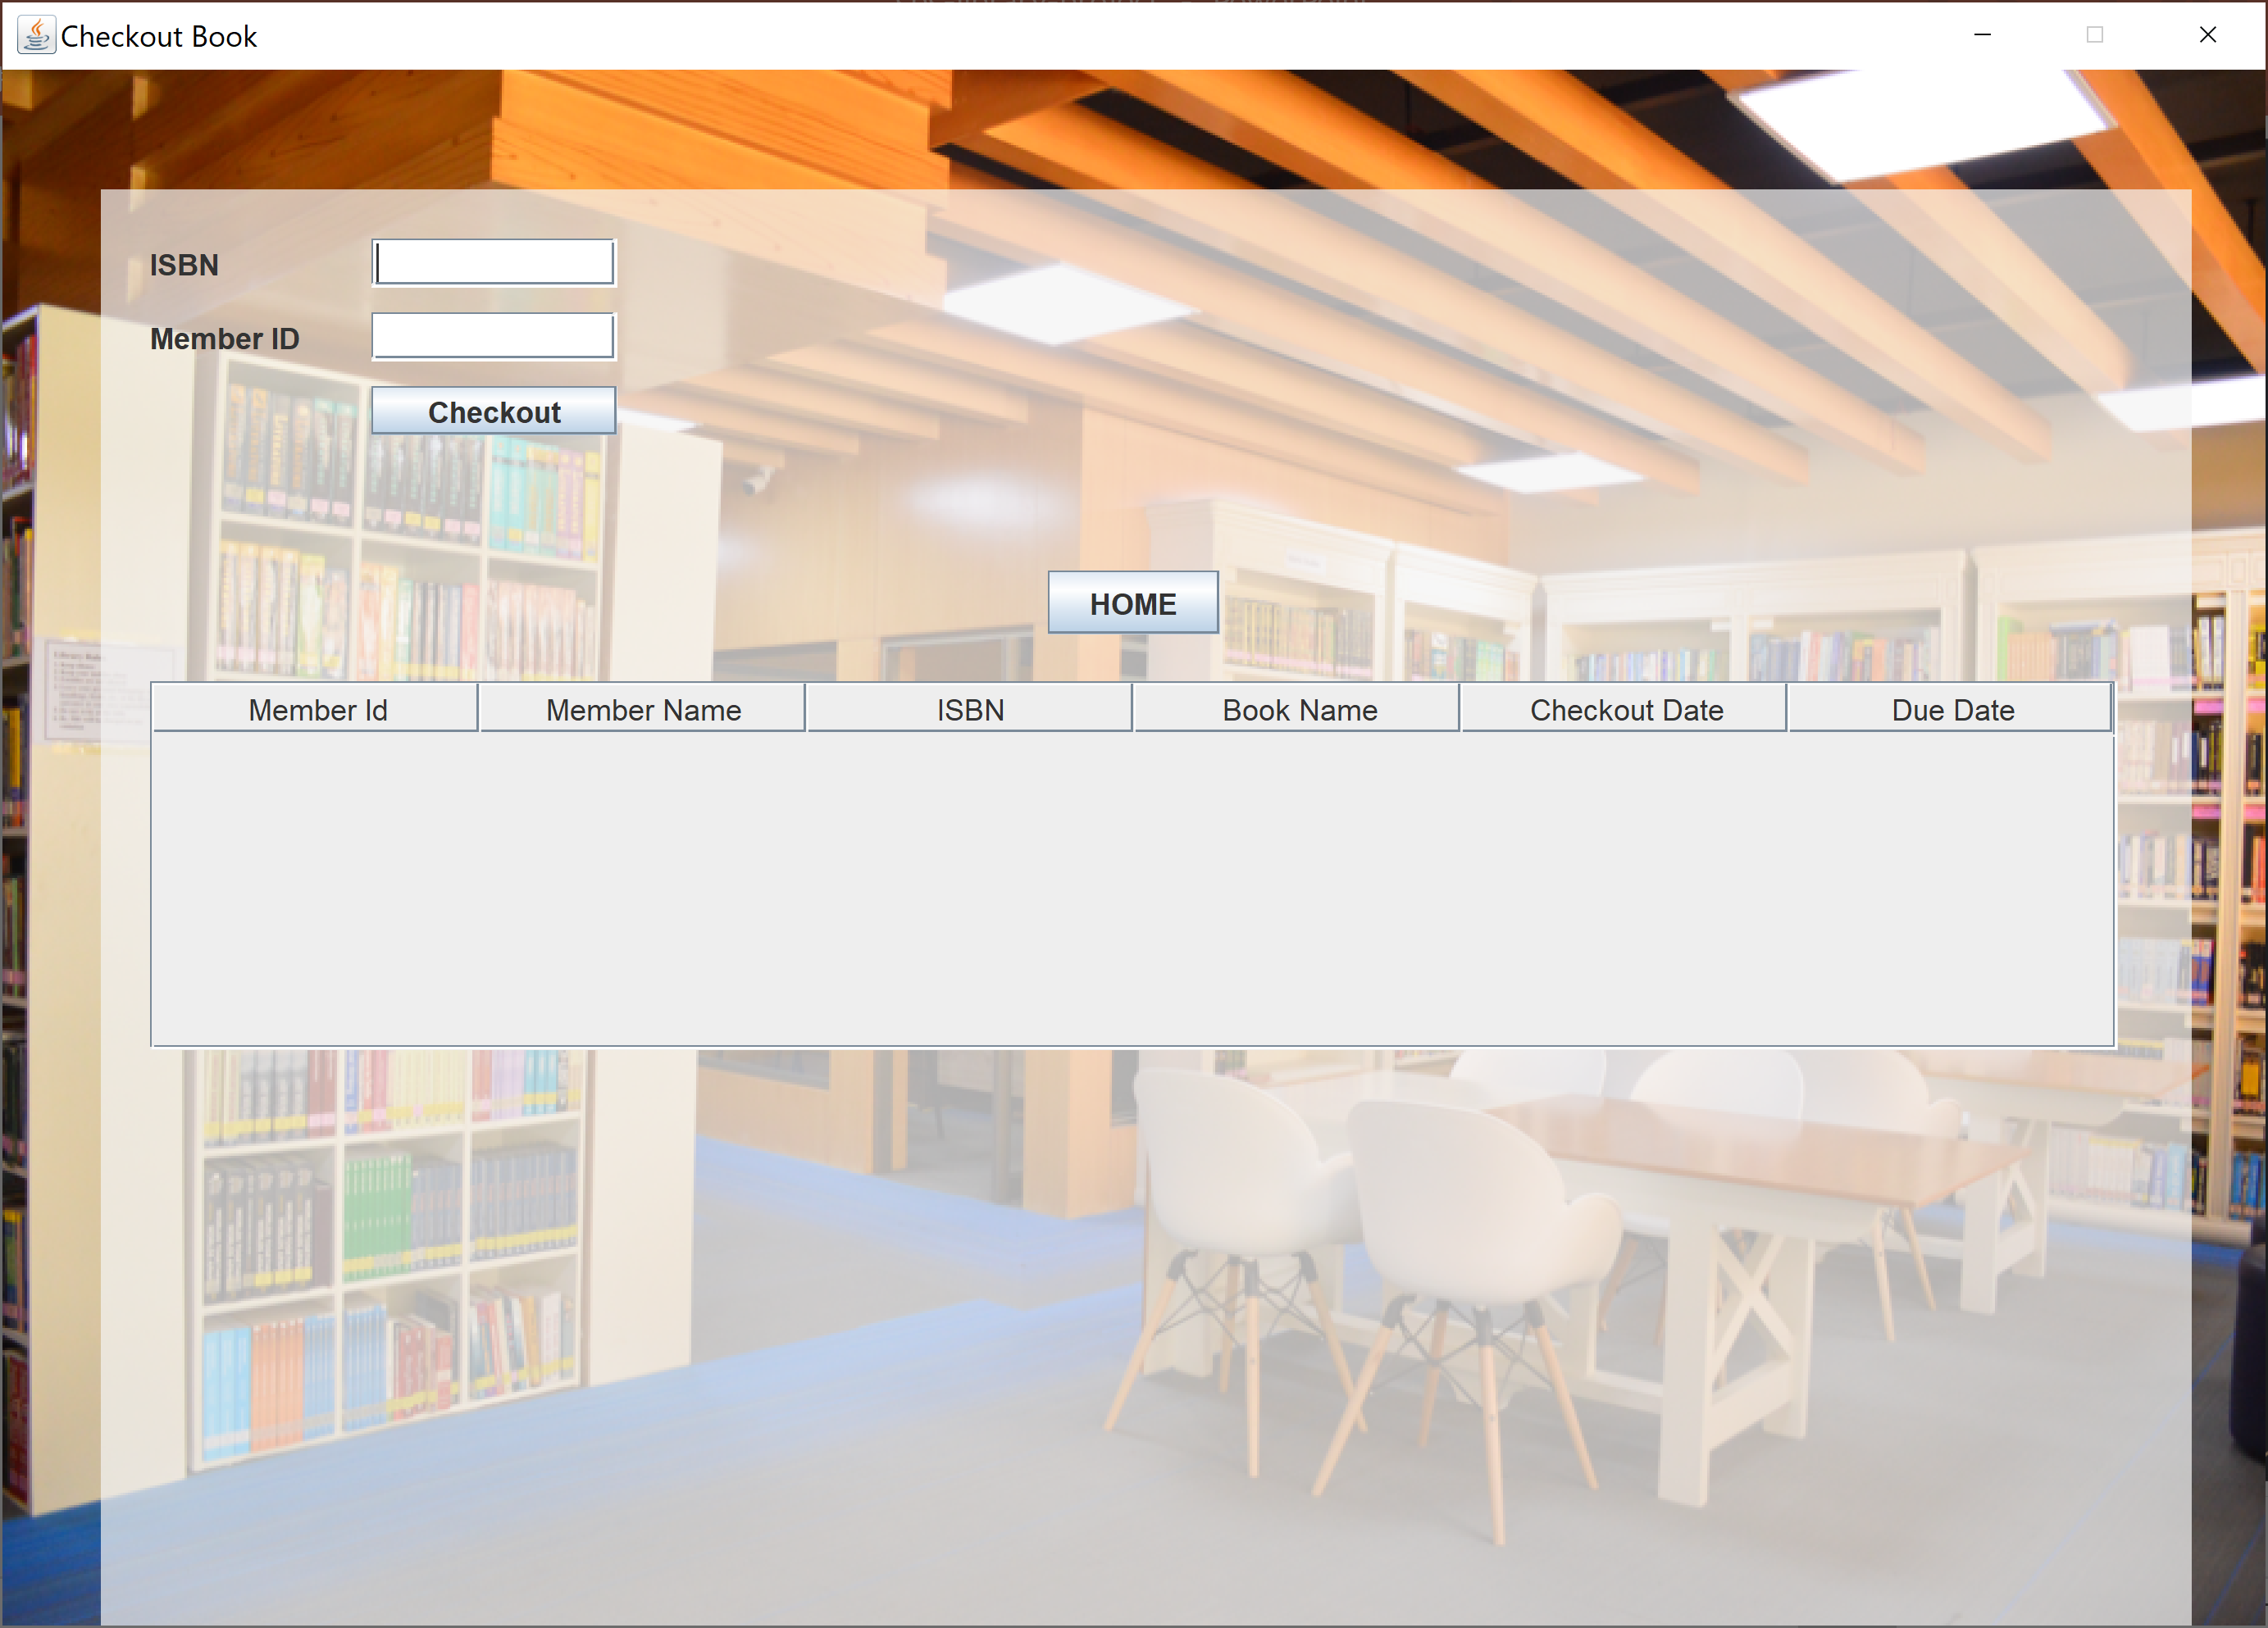 Checkout Book
ISBN
Member ID
Checkout
HOME
Member Id Member Name ISBN Book Name Checkout Date Due Date